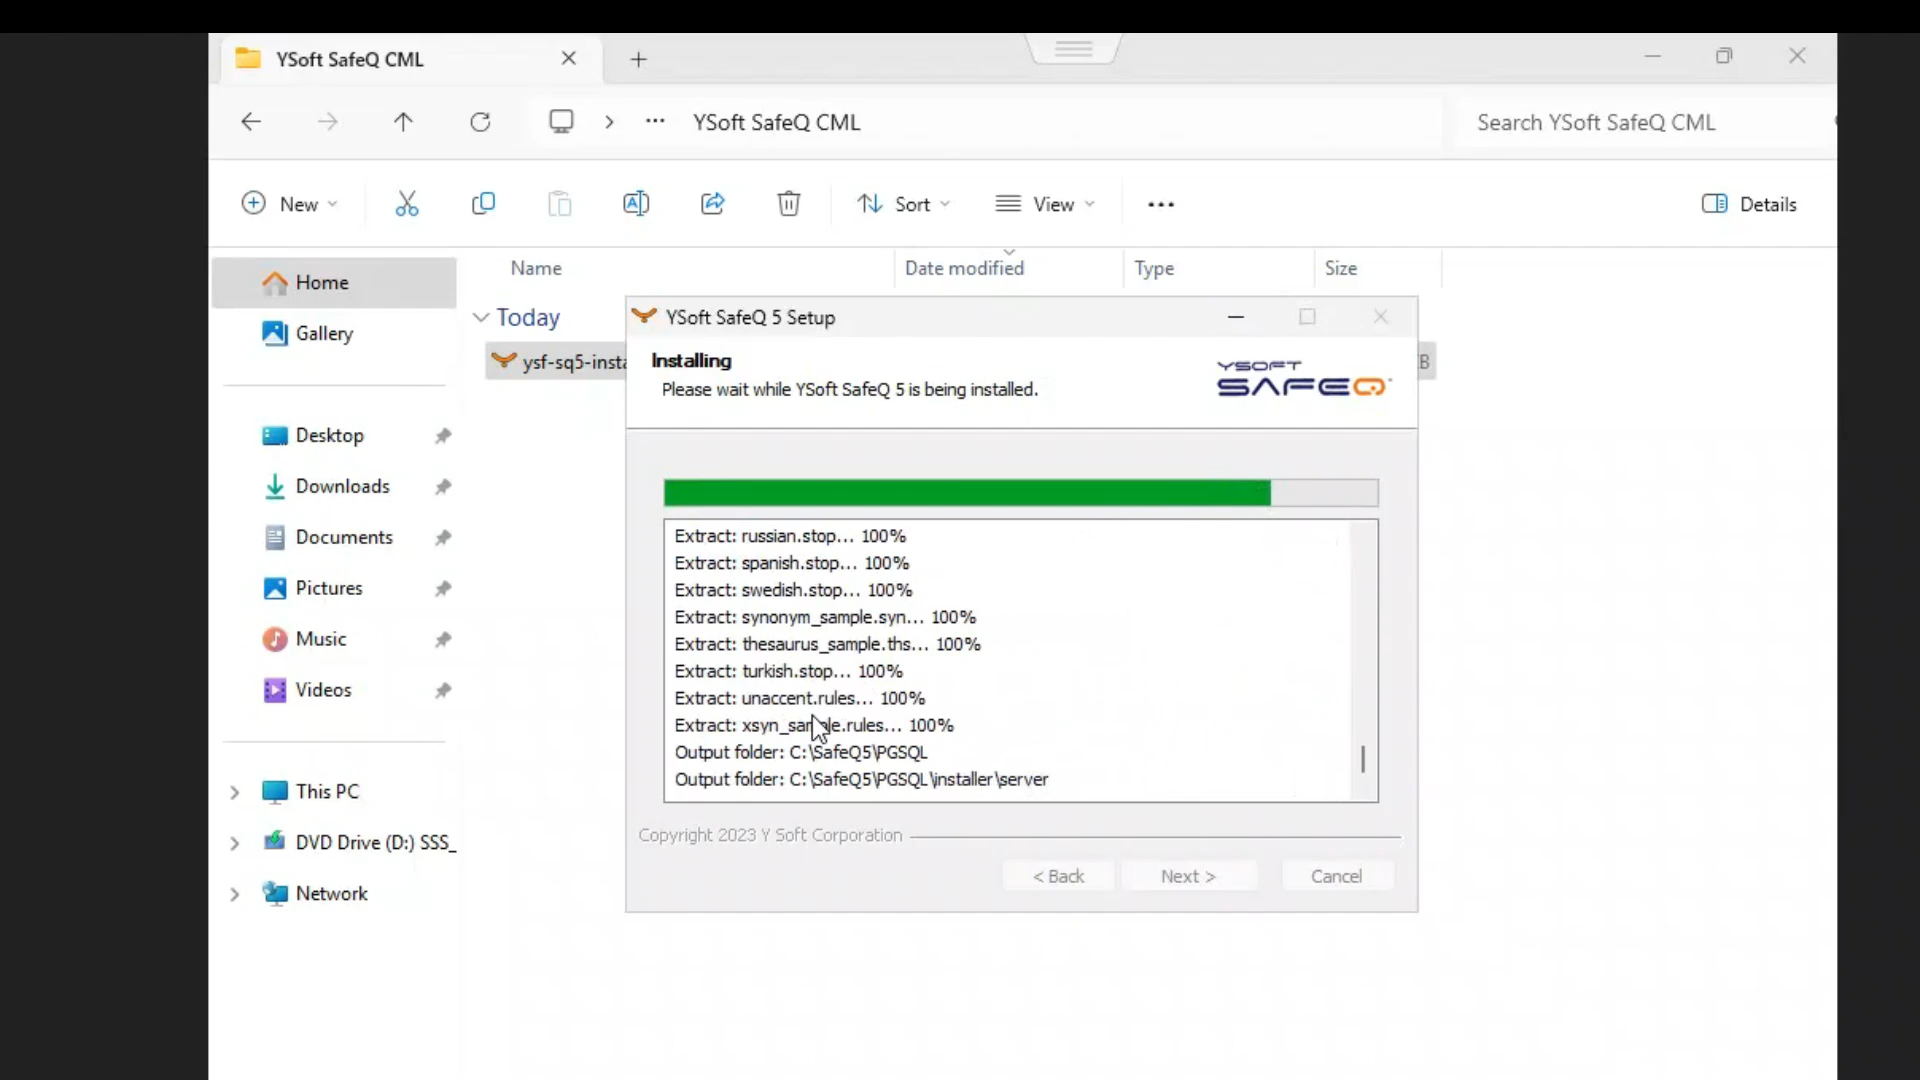 YSoft SafeQ CML
YSoft SafeQ CML
Search YSoft SafeQ CML
New
Sort
View
Details
Name
Date modified
Type
Size
Home
Gallery
Today
ysf-sq5-insta
B
Desktop
Downloads
Documents
Pictures
Music
Videos
This PC
DVD Drive (D:) SSS_
Network
YSoft SafeQ 5 Setup
Installing
Please wait while YSoft SafeQ 5 is being installed.
YSOFT
SAFEQ
Extract: russian.stop... 100%
Extract: spanish.stop... 100%
Extract: swedish.stop... 100%
Extract: synonym_sample.syn... 100%
Extract: thesaurus_sample.ths... 100%
Extract: turkish.stop... 100%
Extract: unaccent.rules... 100%
Extract: xsyn_sample.rules... 100%
Output folder: C:\SafeQ5\PGSQL
Output folder: C:\SafeQ5\PGSQL\installer\server
Copyright 2023 Y Soft Corporation
< Back
Next >
Cancel